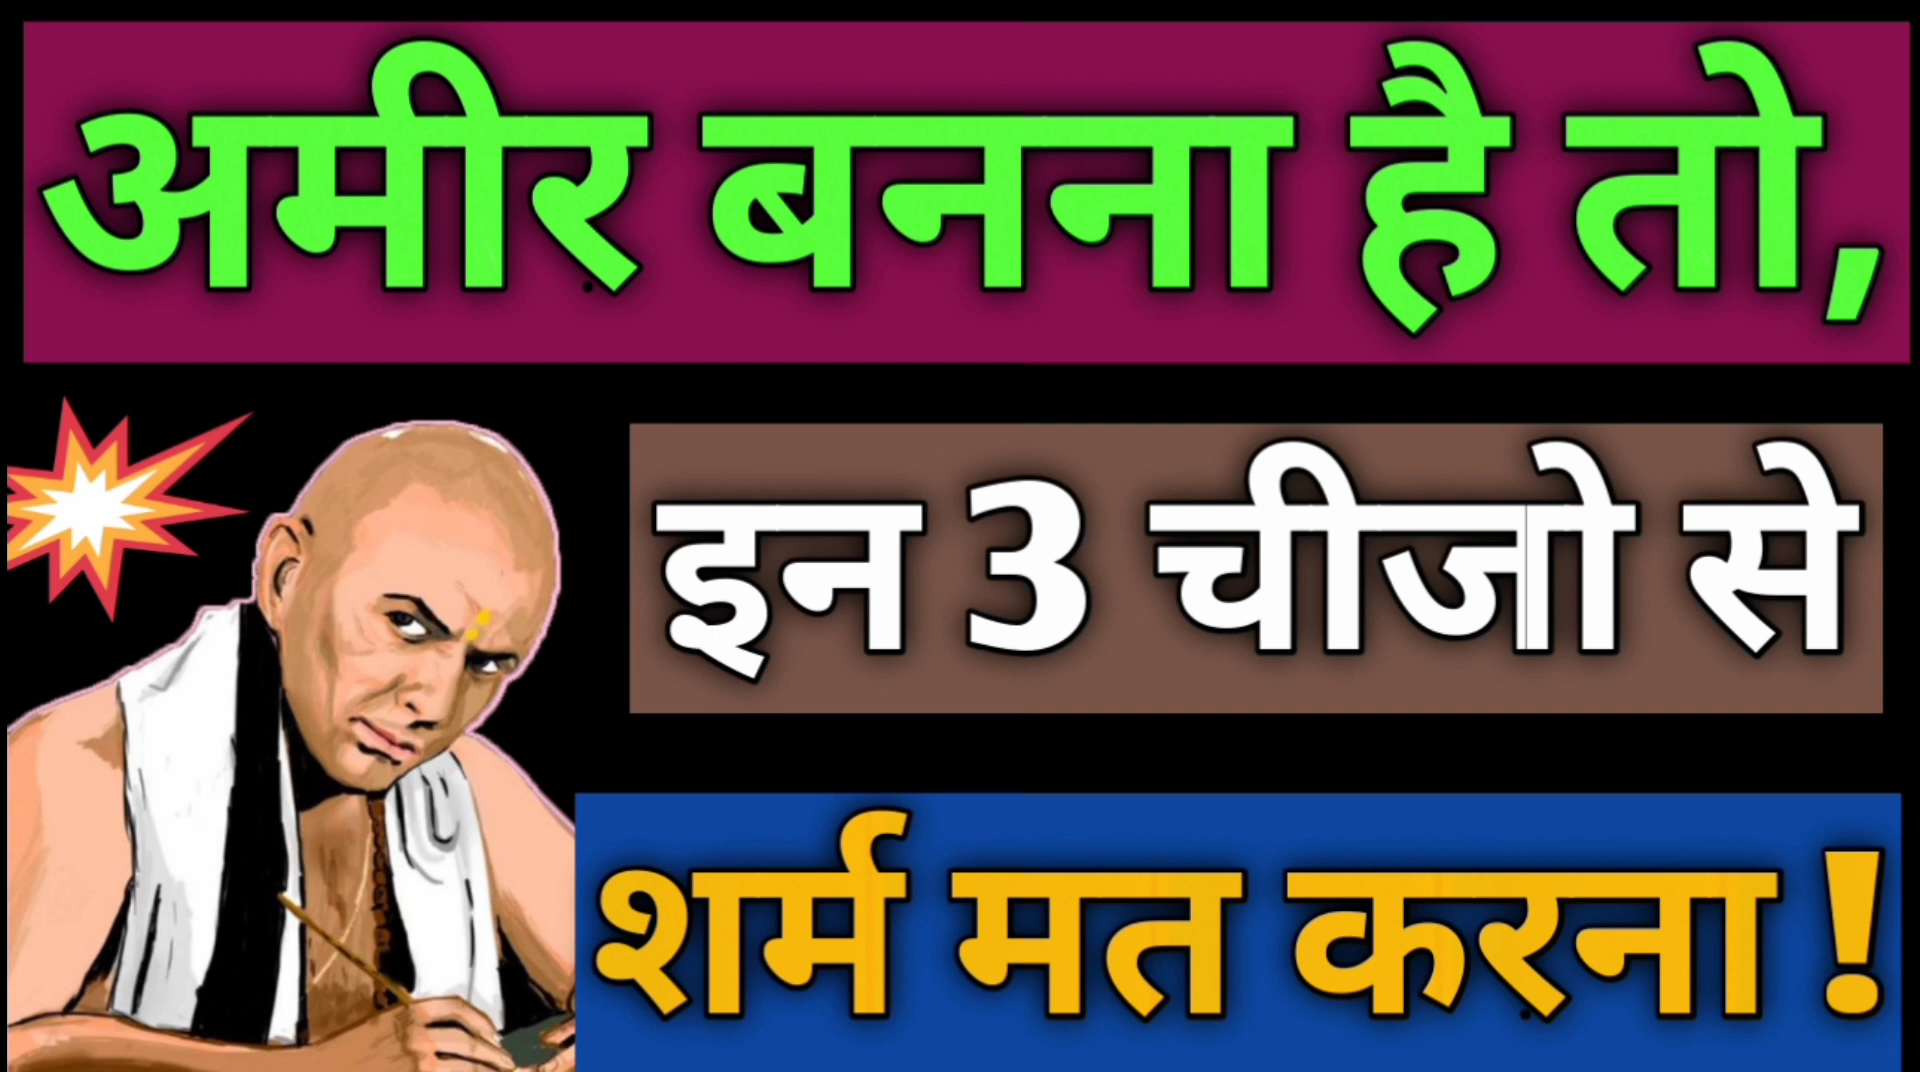 अमीर बनना है तो,
इन 3 चीजो से
शर्म मत करना !